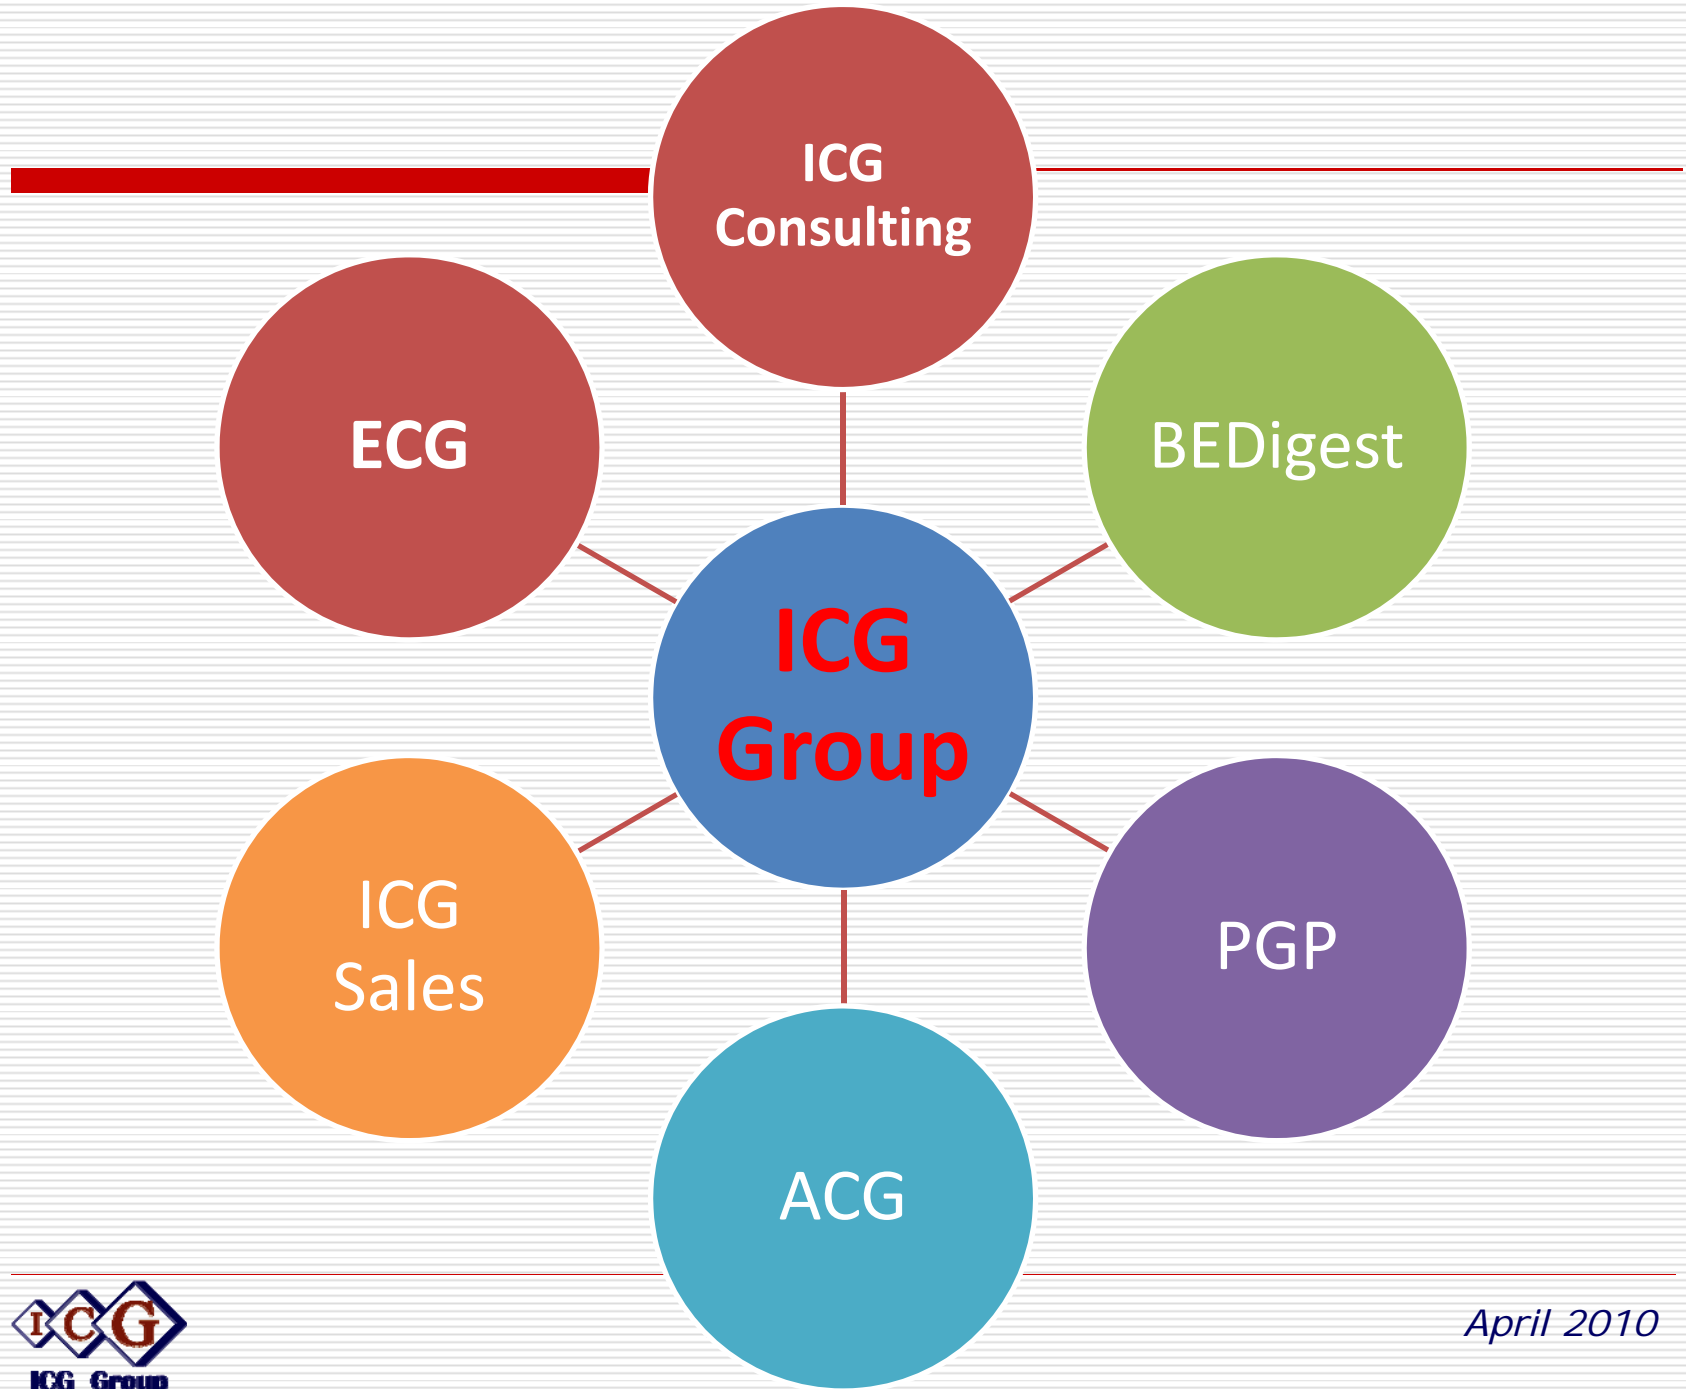 ICG
Consulting
ECG
BEDigest
ICG
Group
ICG
Sales
PGP
ACG
ICG
ICG Group
April 2010